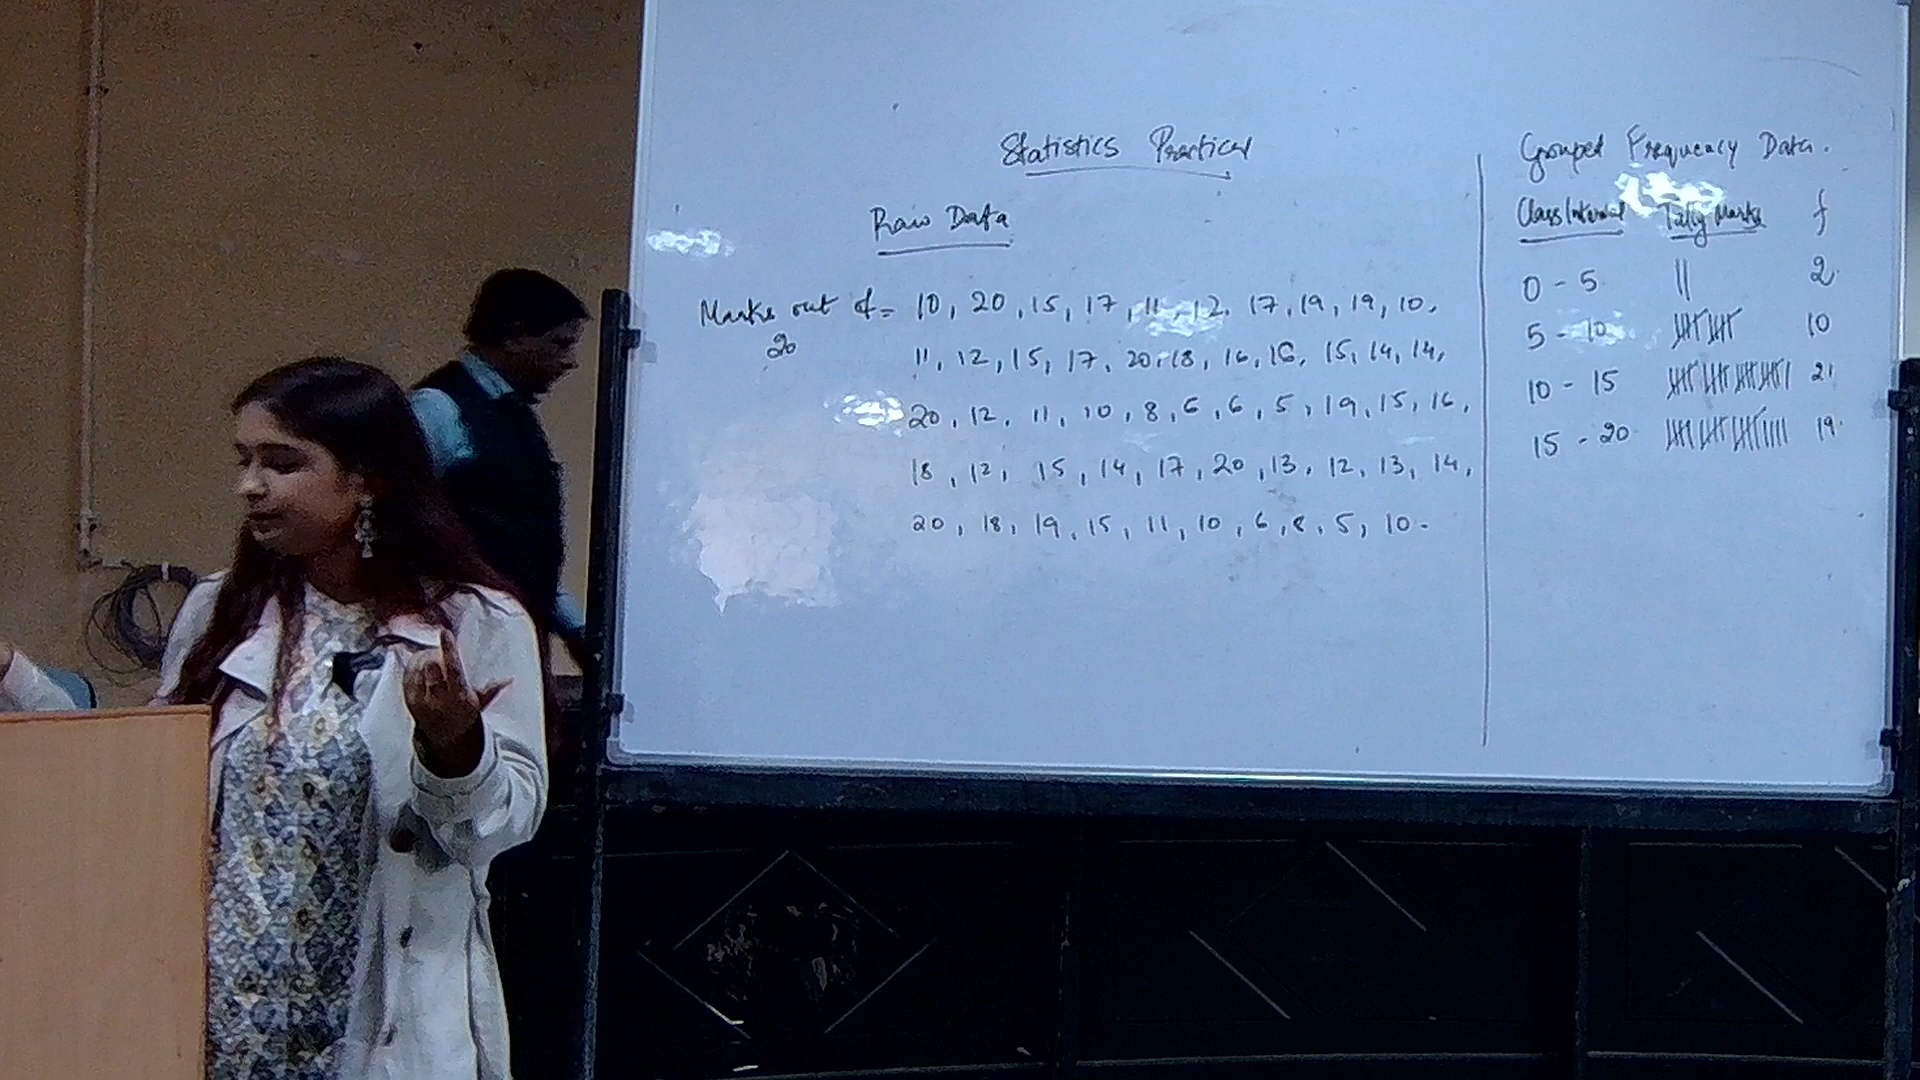 Statistics Practical
Raw Data
Marks out of = 10, 20, 15, 17, 11, 12, 17, 19, 19, 10,
20
11, 12, 15, 17, 20, 18, 16, 16, 15, 14, 14,
20, 12, 11, 10, 8, 6, 6, 5, 19, 15, 16,
18, 12, 15, 14, 17, 20, 13, 12, 13, 14,
20, 18, 19, 15, 11, 10, 6, 8, 5, 10.
Grouped Frequency Data.
Class Interval Tally Marks f
0 - 5 || 2
5 - 10 10
10 - 15 21
15 - 20 19